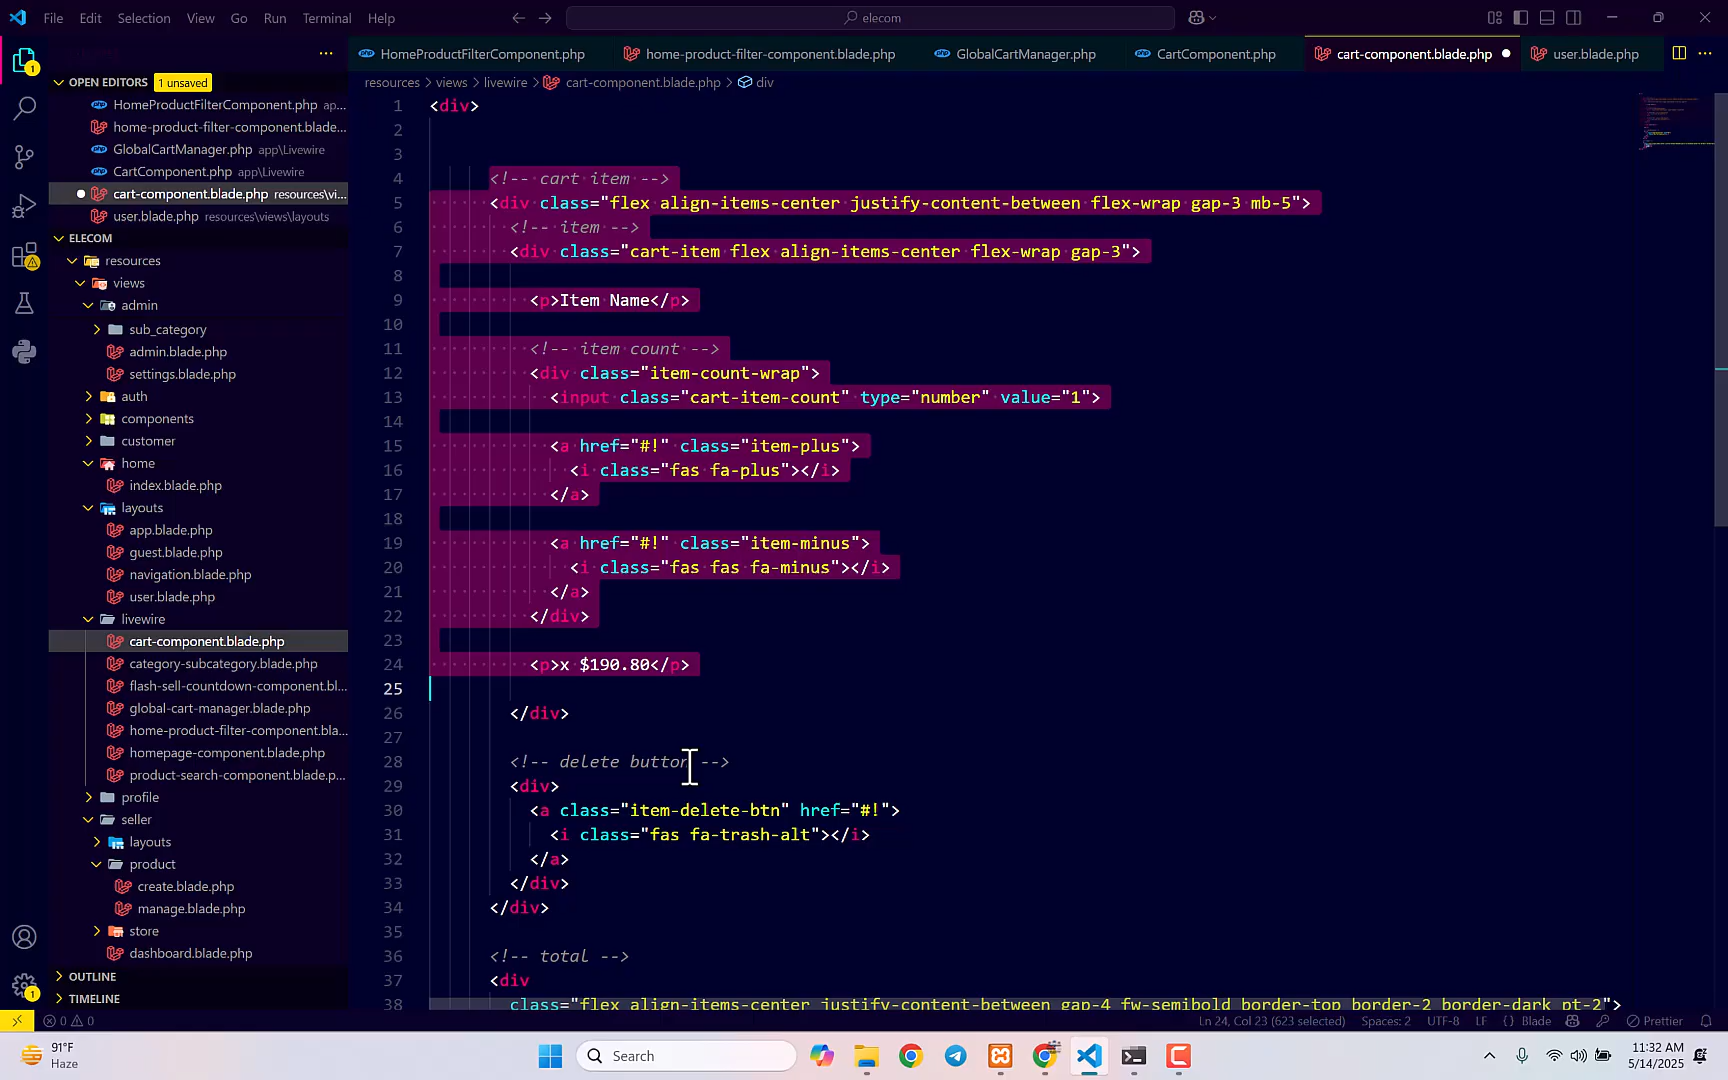 File Edit Selection View Go Run Terminal Help
elecom
HomeProductFilterComponent.php home-product-filter-component.blade.php GlobalCartManager.php CartComponent.php cart-component.blade.php user.blade.php
OPEN EDITORS 1 unsaved
HomeProductFilterComponent.php ap...
home-product-filter-component.blade...
GlobalCartManager.php app\Livewire
CartComponent.php app\Livewire
cart-component.blade.php resources\vi...
user.blade.php resources\views\layouts
ELECOM
resources
views
admin
sub_category
admin.blade.php
settings.blade.php
auth
components
customer
home
index.blade.php
layouts
app.blade.php
guest.blade.php
navigation.blade.php
user.blade.php
livewire
cart-component.blade.php
category-subcategory.blade.php
flash-sell-countdown-component.bl...
global-cart-manager.blade.php
home-product-filter-component.bla...
homepage-component.blade.php
product-search-component.blade.p...
profile
seller
layouts
product
create.blade.php
manage.blade.php
store
dashboard.blade.php
OUTLINE
TIMELINE
resources > views > livewire > cart-component.blade.php > div
1 <div>
2
3
4 <!-- cart item -->
5 <div class="flex align-items-center justify-content-between flex-wrap gap-3 mb-5">
6 <!-- item -->
7 <div class="cart-item flex align-items-center flex-wrap gap-3">
8
9 <p>Item Name</p>
10
11 <!-- item count -->
12 <div class="item-count-wrap">
13 <input class="cart-item-count" type="number" value="1">
14
15 <a href="#!" class="item-plus">
16 <i class="fas fa-plus"></i>
17 </a>
18
19 <a href="#!" class="item-minus">
20 <i class="fas fas fa-minus"></i>
21 </a>
22 </div>
23
24 <p>x $190.80</p>
25
26 </div>
27
28 <!-- delete button -->
29 <div>
30 <a class="item-delete-btn" href="#!">
31 <i class="fas fa-trash-alt"></i>
32 </a>
33 </div>
34 </div>
35
36 <!-- total -->
37 <div
38 class="flex align-items-center justify-content-between gap-4 fw-semibold border-top border-2 border-dark pt-2">
0 0 Ln 24, Col 23 (623 selected) Spaces: 2 UTF-8 LF {} Blade Prettier
91°F
Haze
Search
11:32 AM
5/14/2025